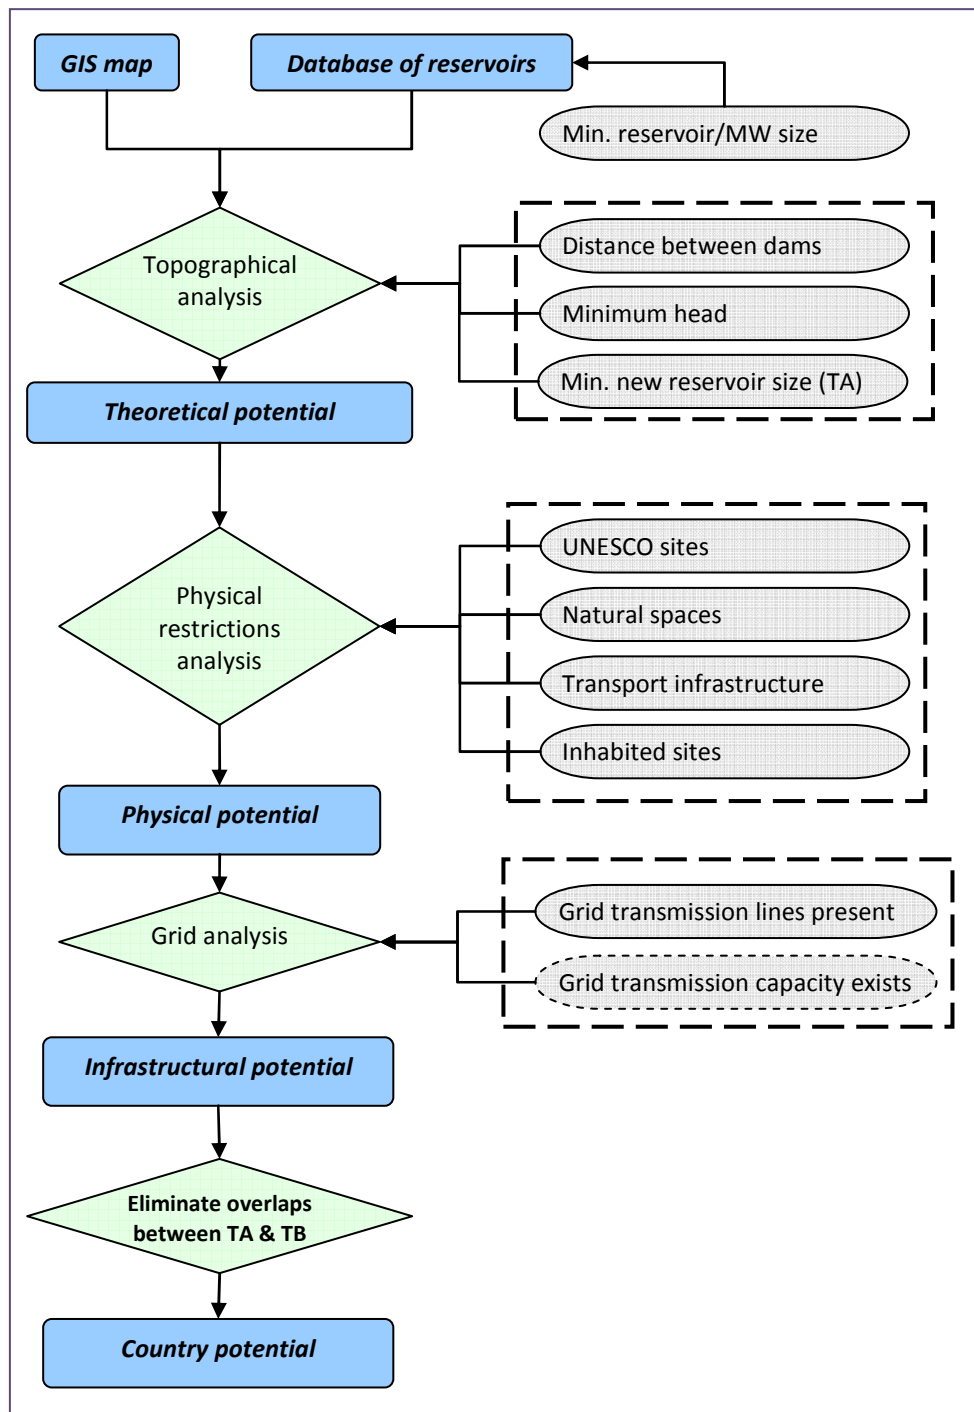 GIS map
Database of reservoirs
Min. reservoir/MW size
Topographical
analysis
Distance between dams
Minimum head
Min. new reservoir size (TA)
Theoretical potential
Physical
restrictions
analysis
UNESCO sites
Natural spaces
Transport infrastructure
Inhabited sites
Physical potential
Grid analysis
Grid transmission lines present
Grid transmission capacity exists
Infrastructural potential
Eliminate overlaps
between TA & TB
Country potential